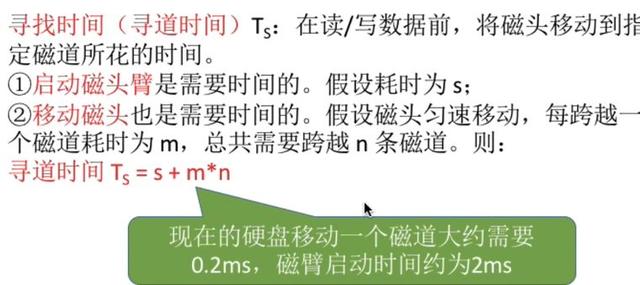 寻找时间（寻道时间）Tₛ：在读/写数据前，将磁头移动到指
定磁道所花的时间。
①启动磁头臂是需要时间的。假设耗时为 s；
②移动磁头也是需要时间的。假设磁头匀速移动，每跨越一
个磁道耗时为 m，总共需要跨越 n 条磁道。则：
寻道时间 Tₛ = s + m*n
现在的硬盘移动一个磁道大约需要
0.2ms，磁臂启动时间约为2ms